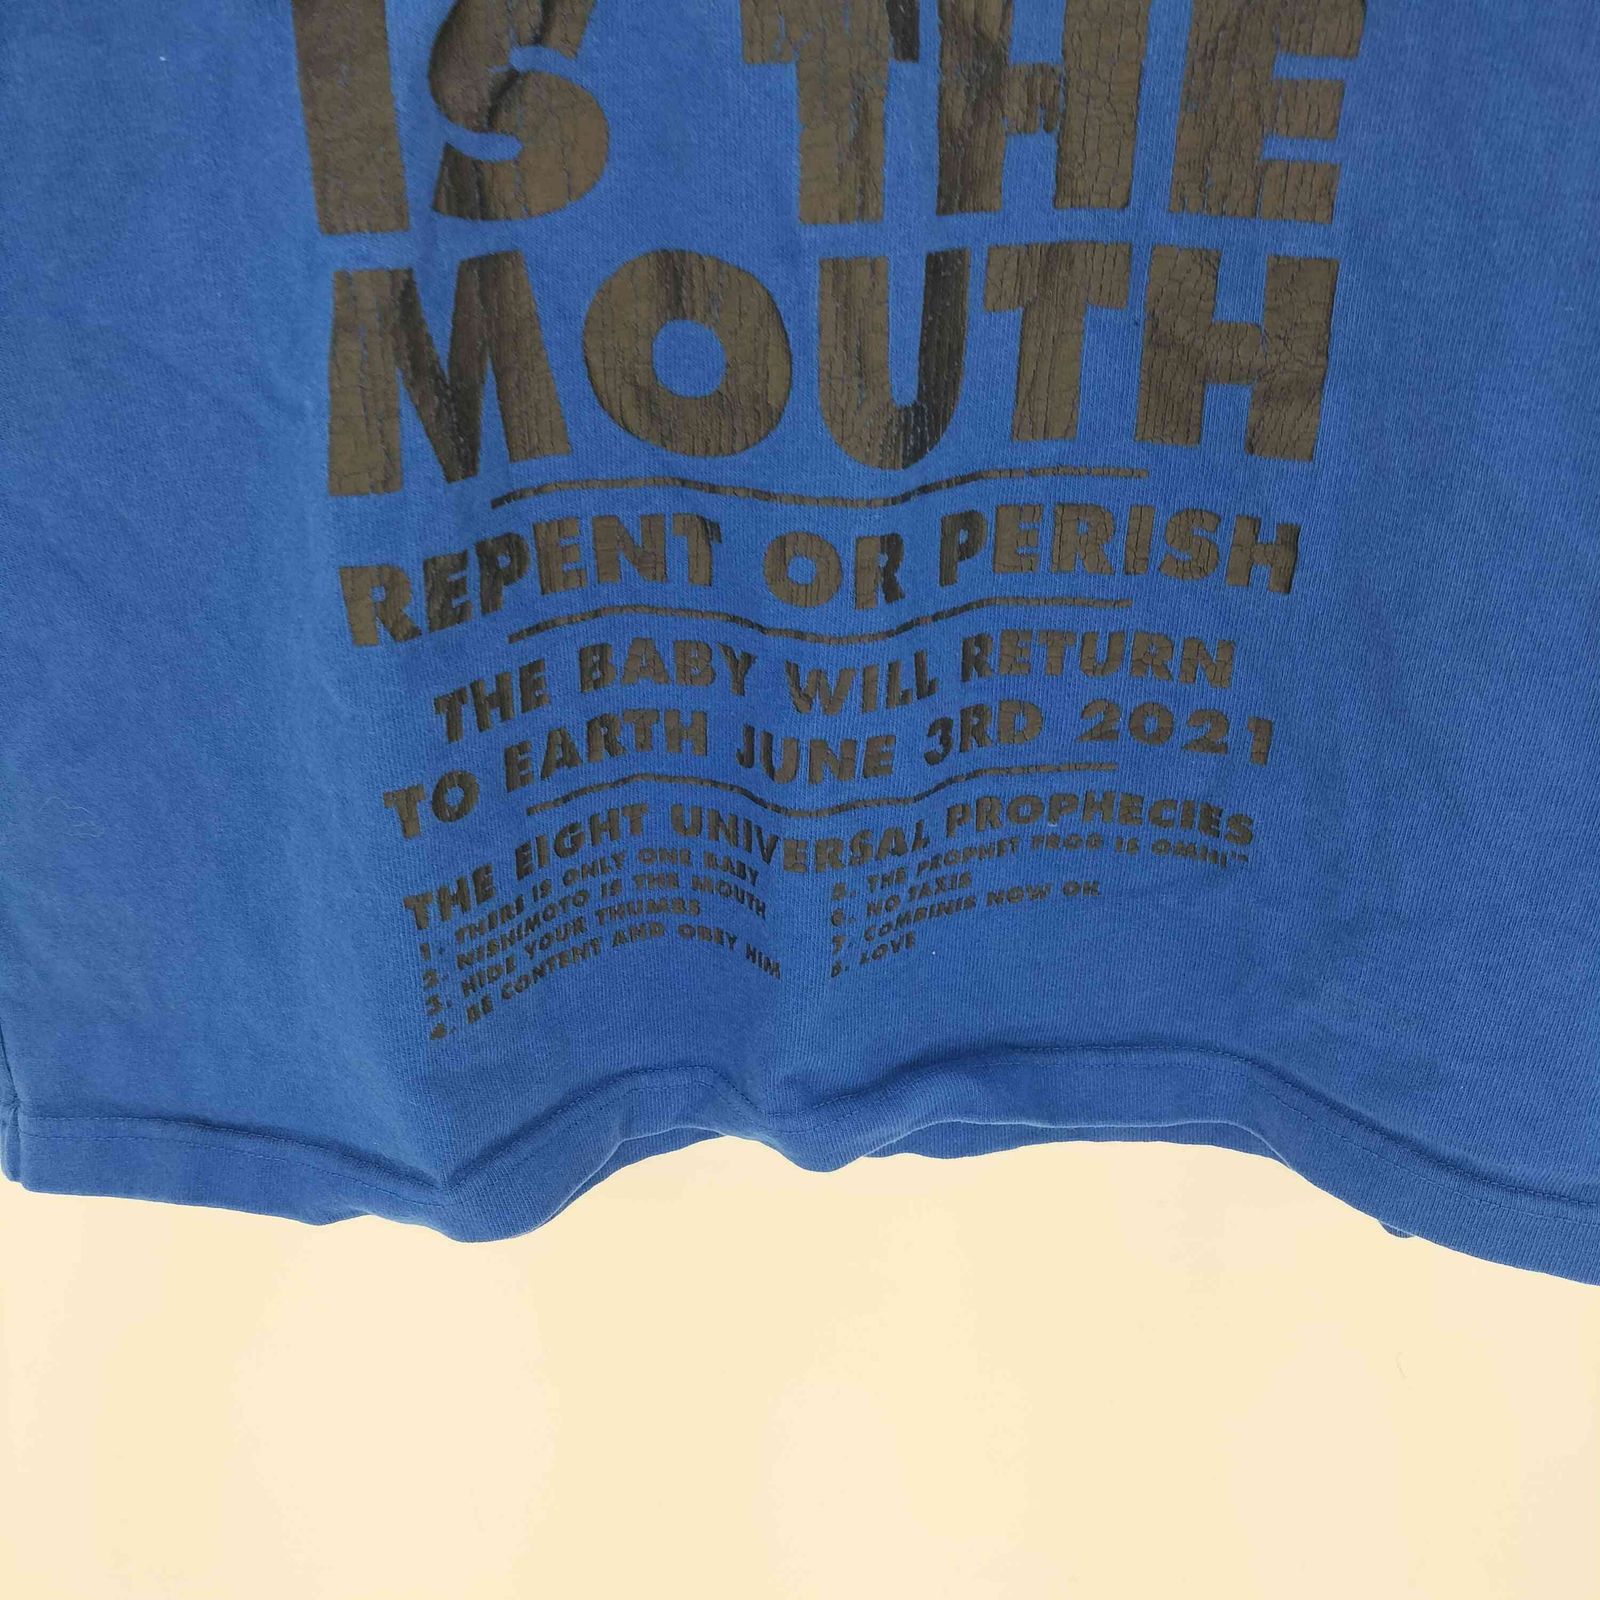 IS THE
MOUTH
REPENT OR PERISH
THE BABY WILL RETURN
TO EARTH JUNE 3RD 2021
THE EIGHT UNIVERSAL PROPHECIES
1. THERE IS ONLY ONE BABY
2. NISHIMOTO IS THE MOUTH
3. HIDE YOUR THUMBS
4. BE CONTENT AND OBEY HIM
5. THE PROPHET FROG IS OMNI™
6. NO TAXIS
7. COMBINIS NOW OK
8. LOVE